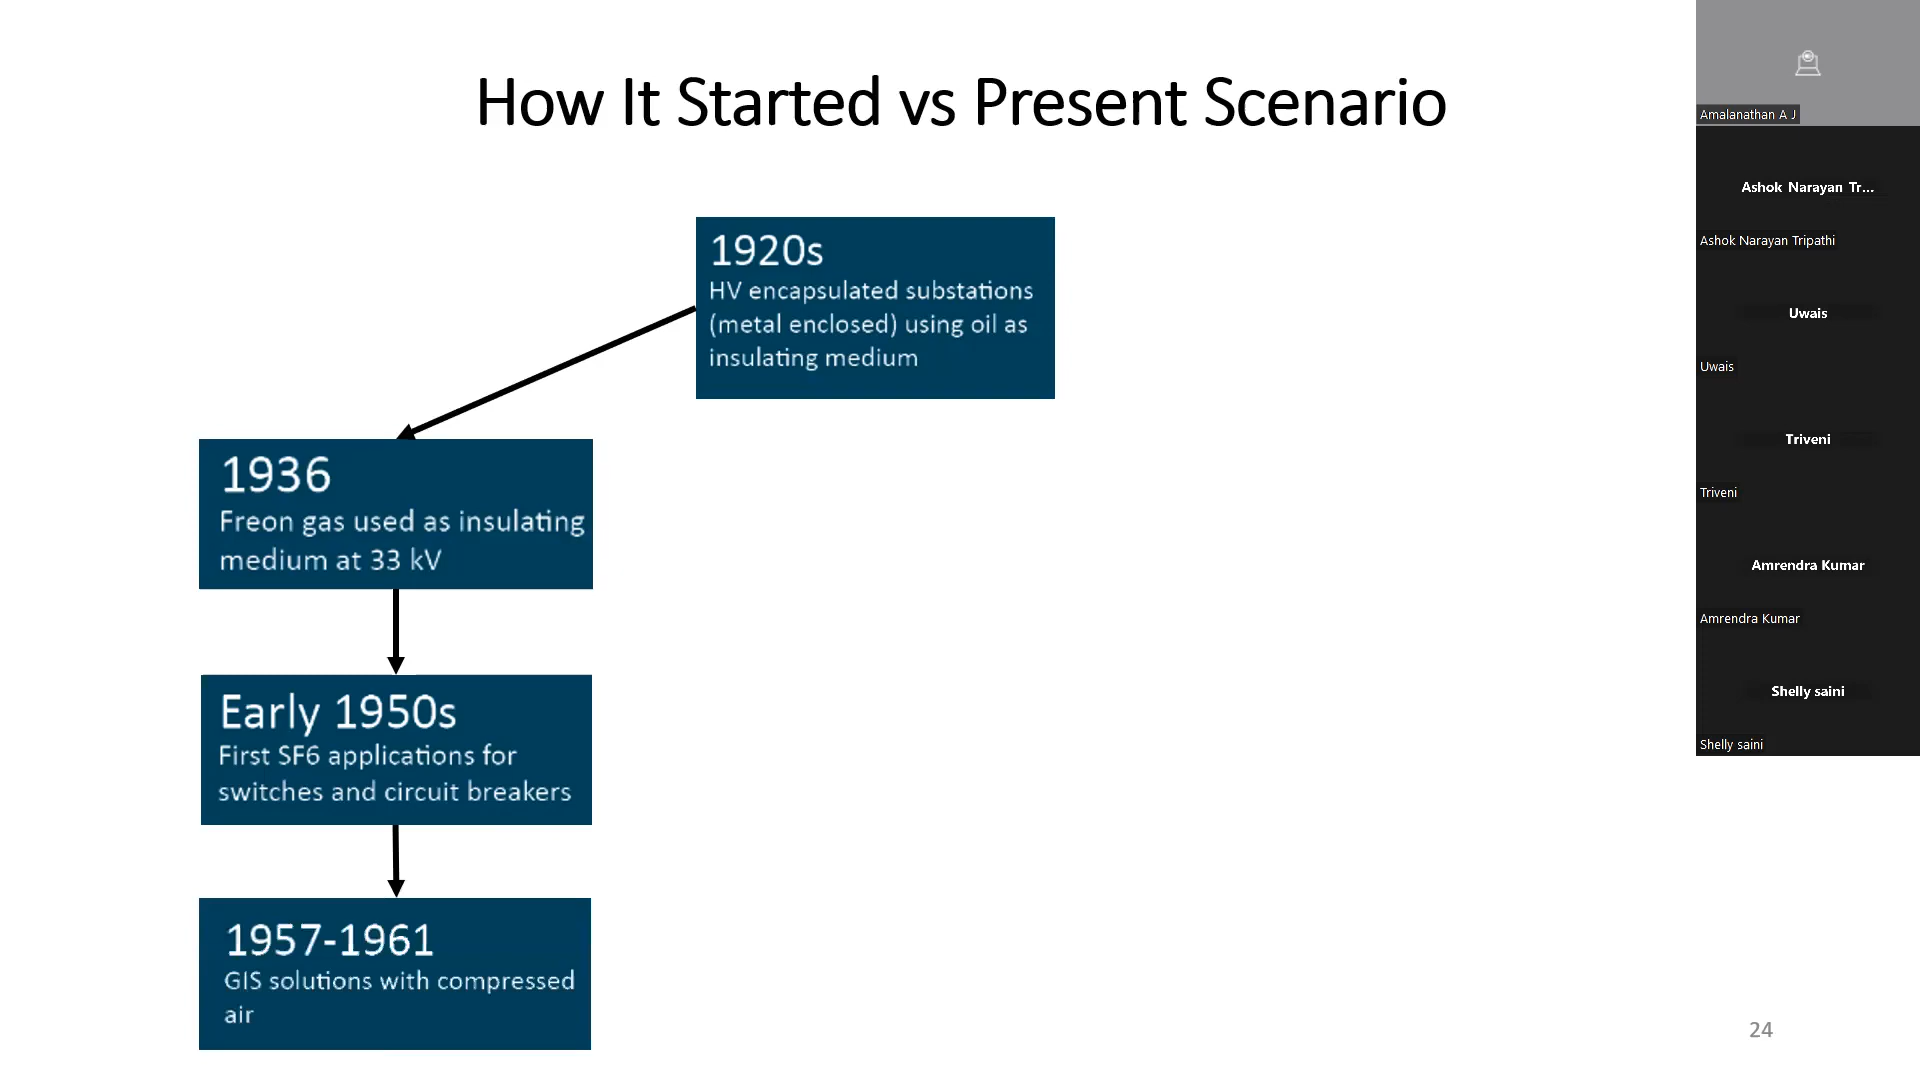 How It Started vs Present Scenario
1920s
HV encapsulated substations
(metal enclosed) using oil as
insulating medium
1936
Freon gas used as insulating
medium at 33 kV
Early 1950s
First SF6 applications for
switches and circuit breakers
1957-1961
GIS solutions with compressed
air
24
Amalanathan A J
Ashok Narayan Tr...
Ashok Narayan Tripathi
Uwais
Uwais
Triveni
Triveni
Amrendra Kumar
Amrendra Kumar
Shelly saini
Shelly saini